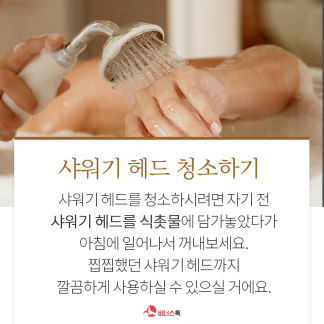 샤워기 헤드 청소하기
샤워기 헤드를 청소하시려면 자기 전
샤워기 헤드를 식촛물에 담가놓았다가
아침에 일어나서 꺼내보세요.
찝찝했던 샤워기 헤드까지
깔끔하게 사용하실 수 있으실 거에요.
비너스톡